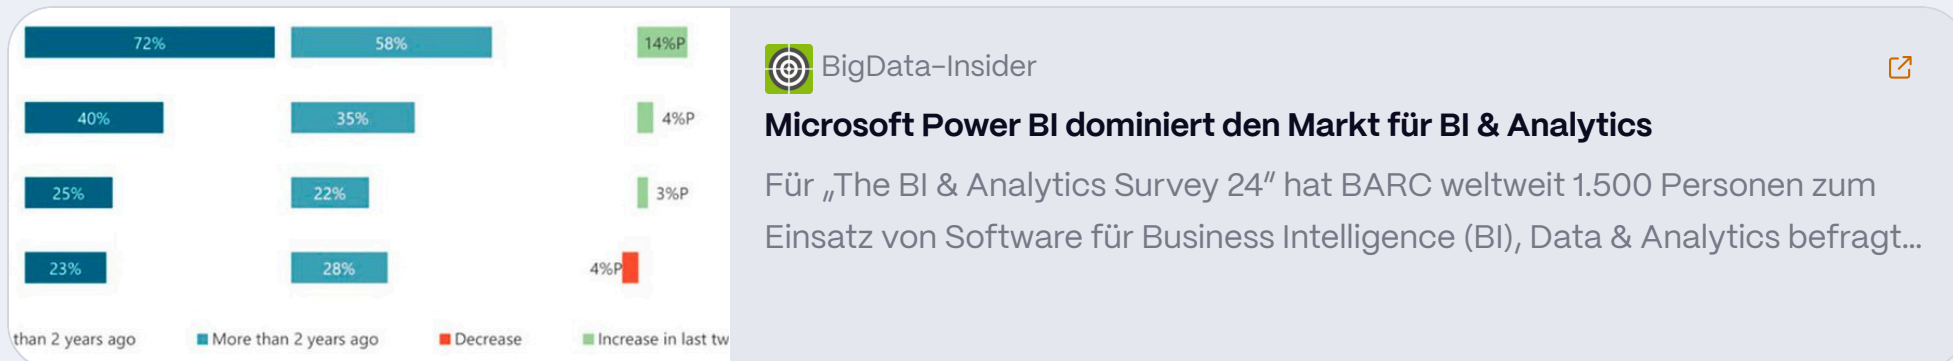 72% 58% 14%P
40% 35% 4%P
25% 22% 3%P
23% 28% 4%P
than 2 years ago More than 2 years ago Decrease Increase in last tw
BigData-Insider
Microsoft Power BI dominiert den Markt für BI & Analytics
Für „The BI & Analytics Survey 24“ hat BARC weltweit 1.500 Personen zum
Einsatz von Software für Business Intelligence (BI), Data & Analytics befragt...